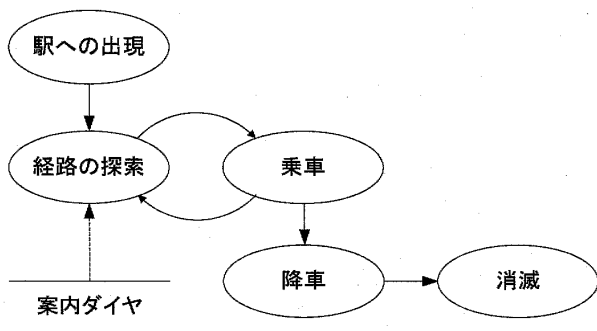 駅への出現
経路の探索
乗車
降車
消滅
案内ダイヤ